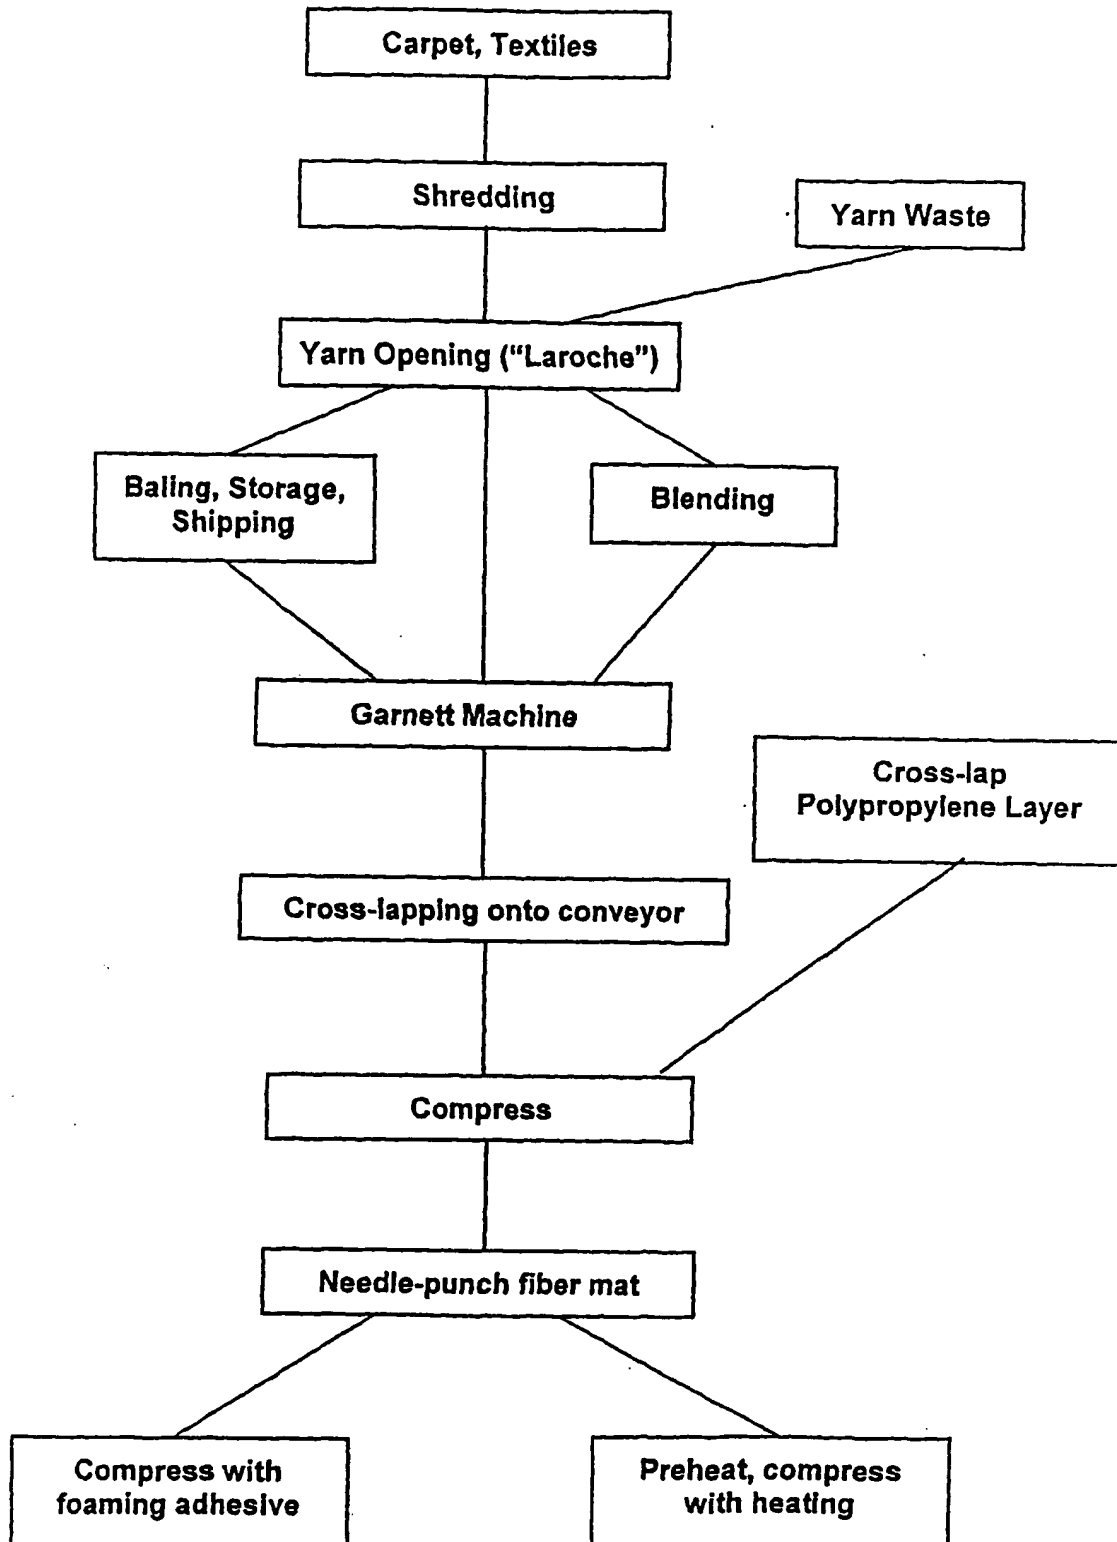 Carpet, Textiles
Shredding
Yarn Waste
Yarn Opening ("Laroche")
Baling, Storage,
Shipping
Blending
Garnett Machine
Cross-lap
Polypropylene Layer
Cross-lapping onto conveyor
Compress
Needle-punch fiber mat
Compress with
foaming adhesive
Preheat, compress
with heating